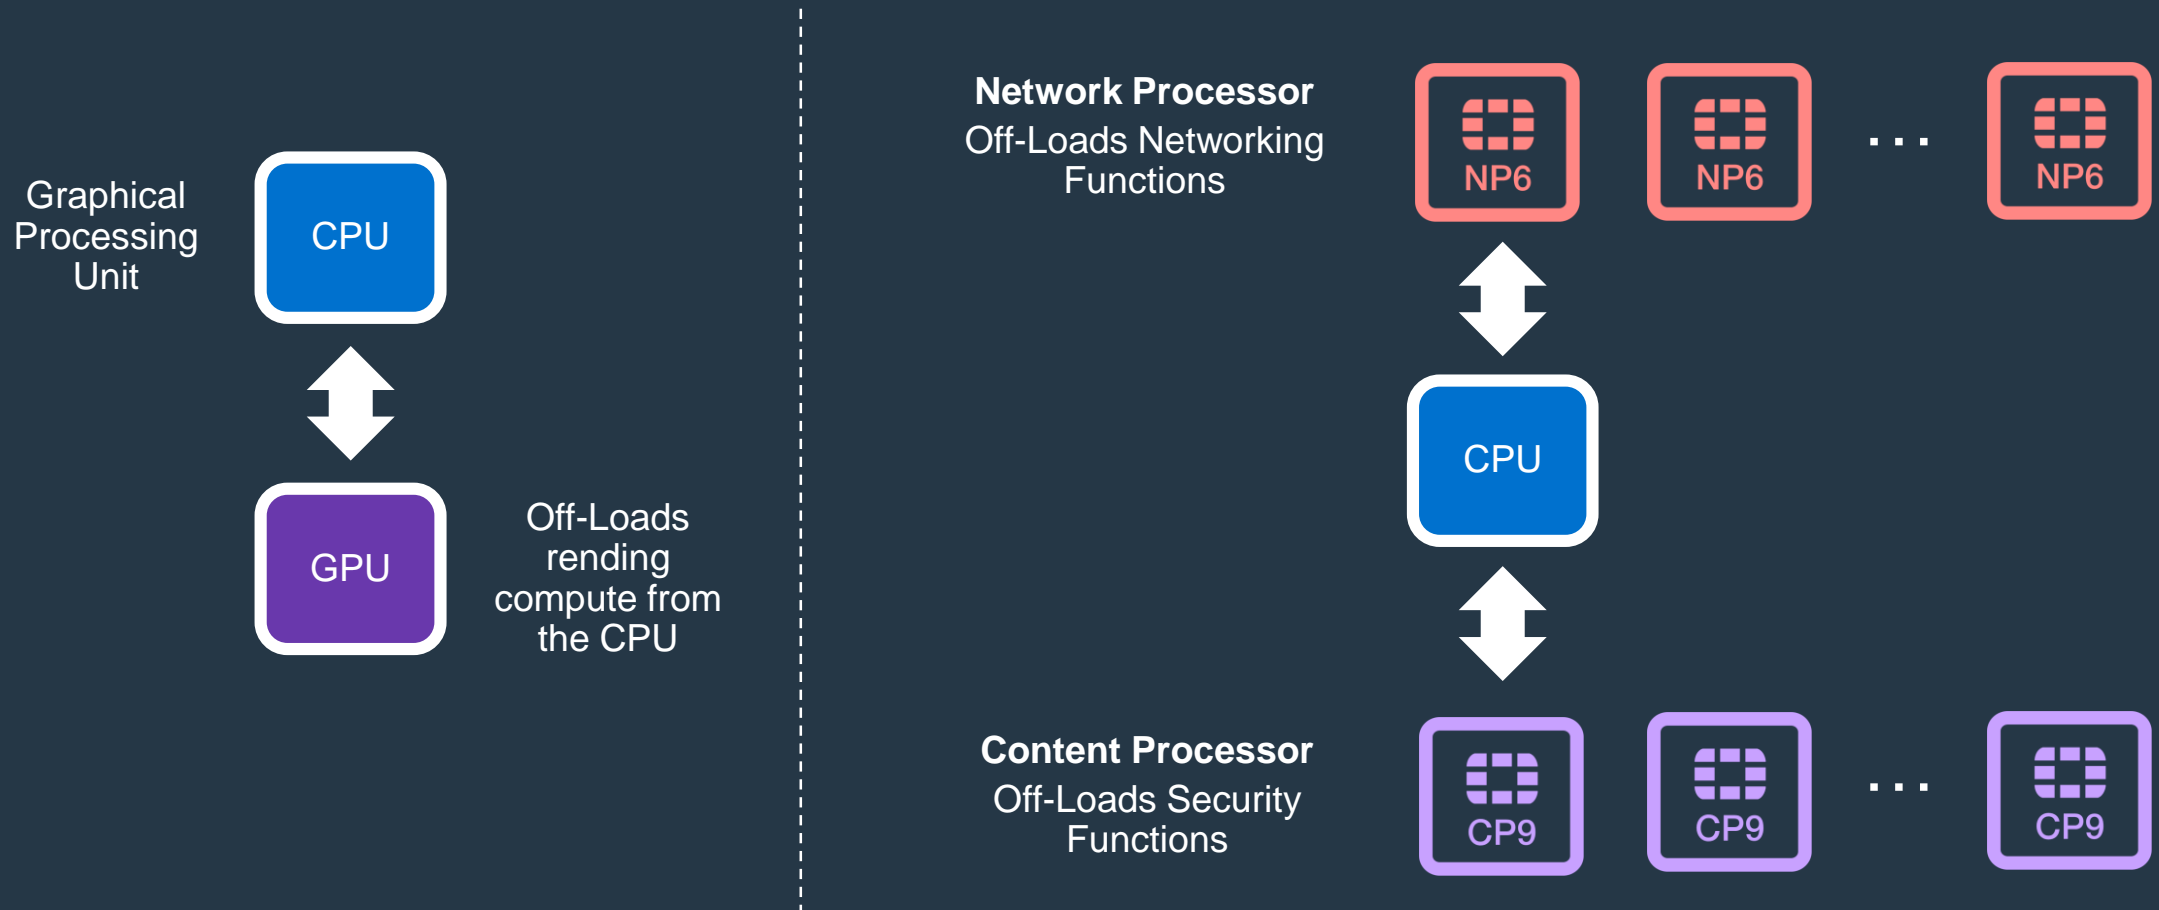 Graphical
Processing
Unit
CPU
GPU
Off-Loads
rending
compute from
the CPU
Network Processor
Off-Loads Networking
Functions
NP6
NP6
...
NP6
CPU
Content Processor
Off-Loads Security
Functions
CP9
CP9
...
CP9